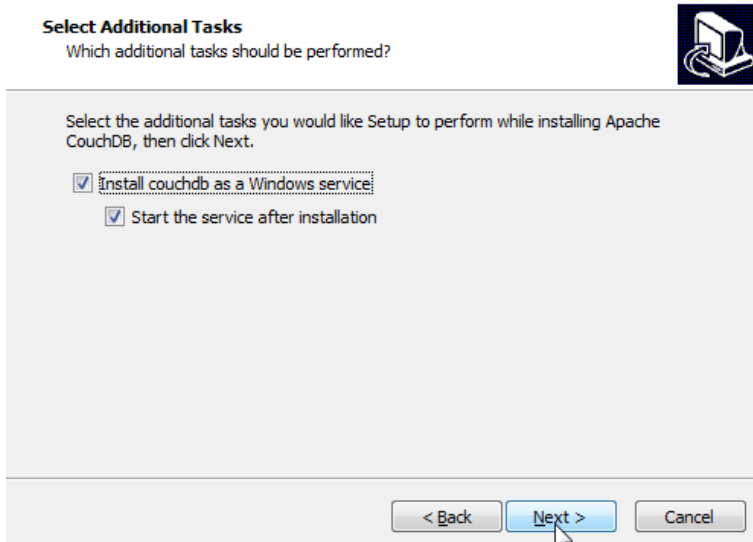 Select Additional Tasks
Which additional tasks should be performed?
Select the additional tasks you would like Setup to perform while installing Apache
CouchDB, then click Next.
Install couchdb as a Windows service
Start the service after installation
< Back
Next >
Cancel